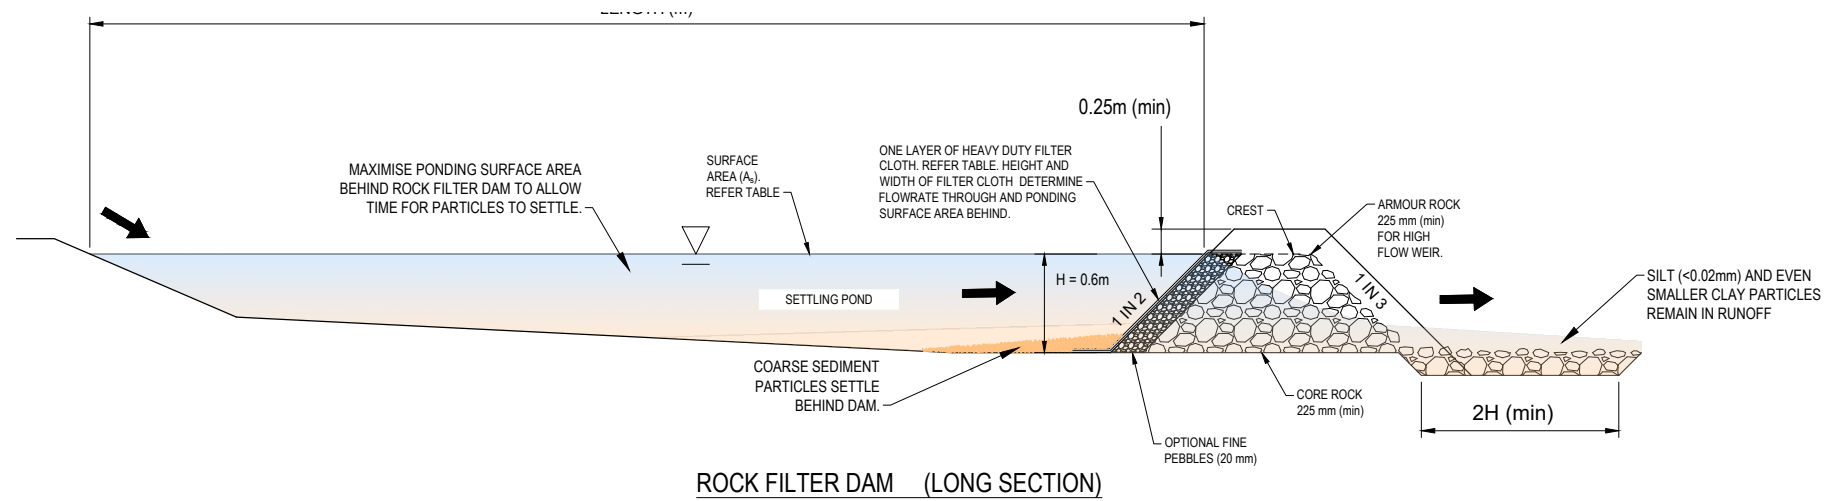 0.25m (min)
ONE LAYER OF HEAVY DUTY FILTER
CLOTH. REFER TABLE. HEIGHT AND
WIDTH OF FILTER CLOTH DETERMINE
FLOWRATE THROUGH AND PONDING
SURFACE AREA BEHIND.
SURFACE
AREA (Aₛ).
REFER TABLE
MAXIMISE PONDING SURFACE AREA
BEHIND ROCK FILTER DAM TO ALLOW
TIME FOR PARTICLES TO SETTLE.
CREST
ARMOUR ROCK
225 mm (min)
FOR HIGH
FLOW WEIR.
H = 0.6m
SETTLING POND
1 IN 2
1 IN 3
SILT (<0.02mm) AND EVEN
SMALLER CLAY PARTICLES
REMAIN IN RUNOFF
COARSE SEDIMENT
PARTICLES SETTLE
BEHIND DAM.
CORE ROCK
225 mm (min)
2H (min)
OPTIONAL FINE
PEBBLES (20 mm)
ROCK FILTER DAM (LONG SECTION)